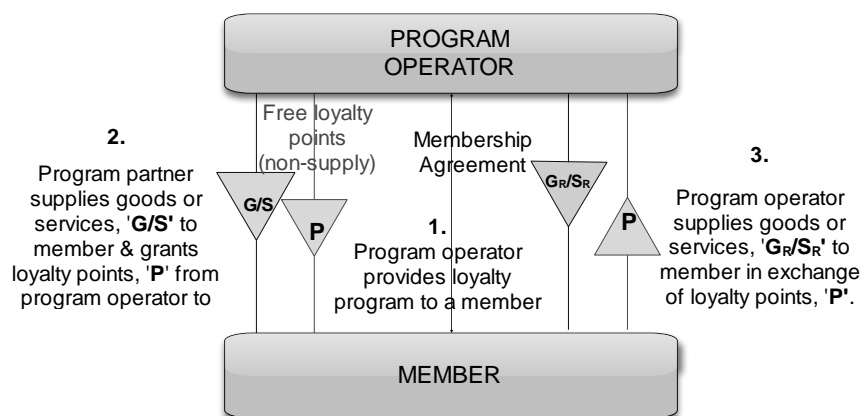 PROGRAM
OPERATOR
2.
Program partner
supplies goods or
services, 'G/S' to
member & grants
loyalty points, 'P' from
program operator to
Free loyalty
points
(non-supply)
G/S
P
Membership
Agreement
1.
Program operator
provides loyalty
program to a member
GR/SR
P
3.
Program operator
supplies goods or
services, 'GR/SR' to
member in exchange
of loyalty points, 'P'.
MEMBER